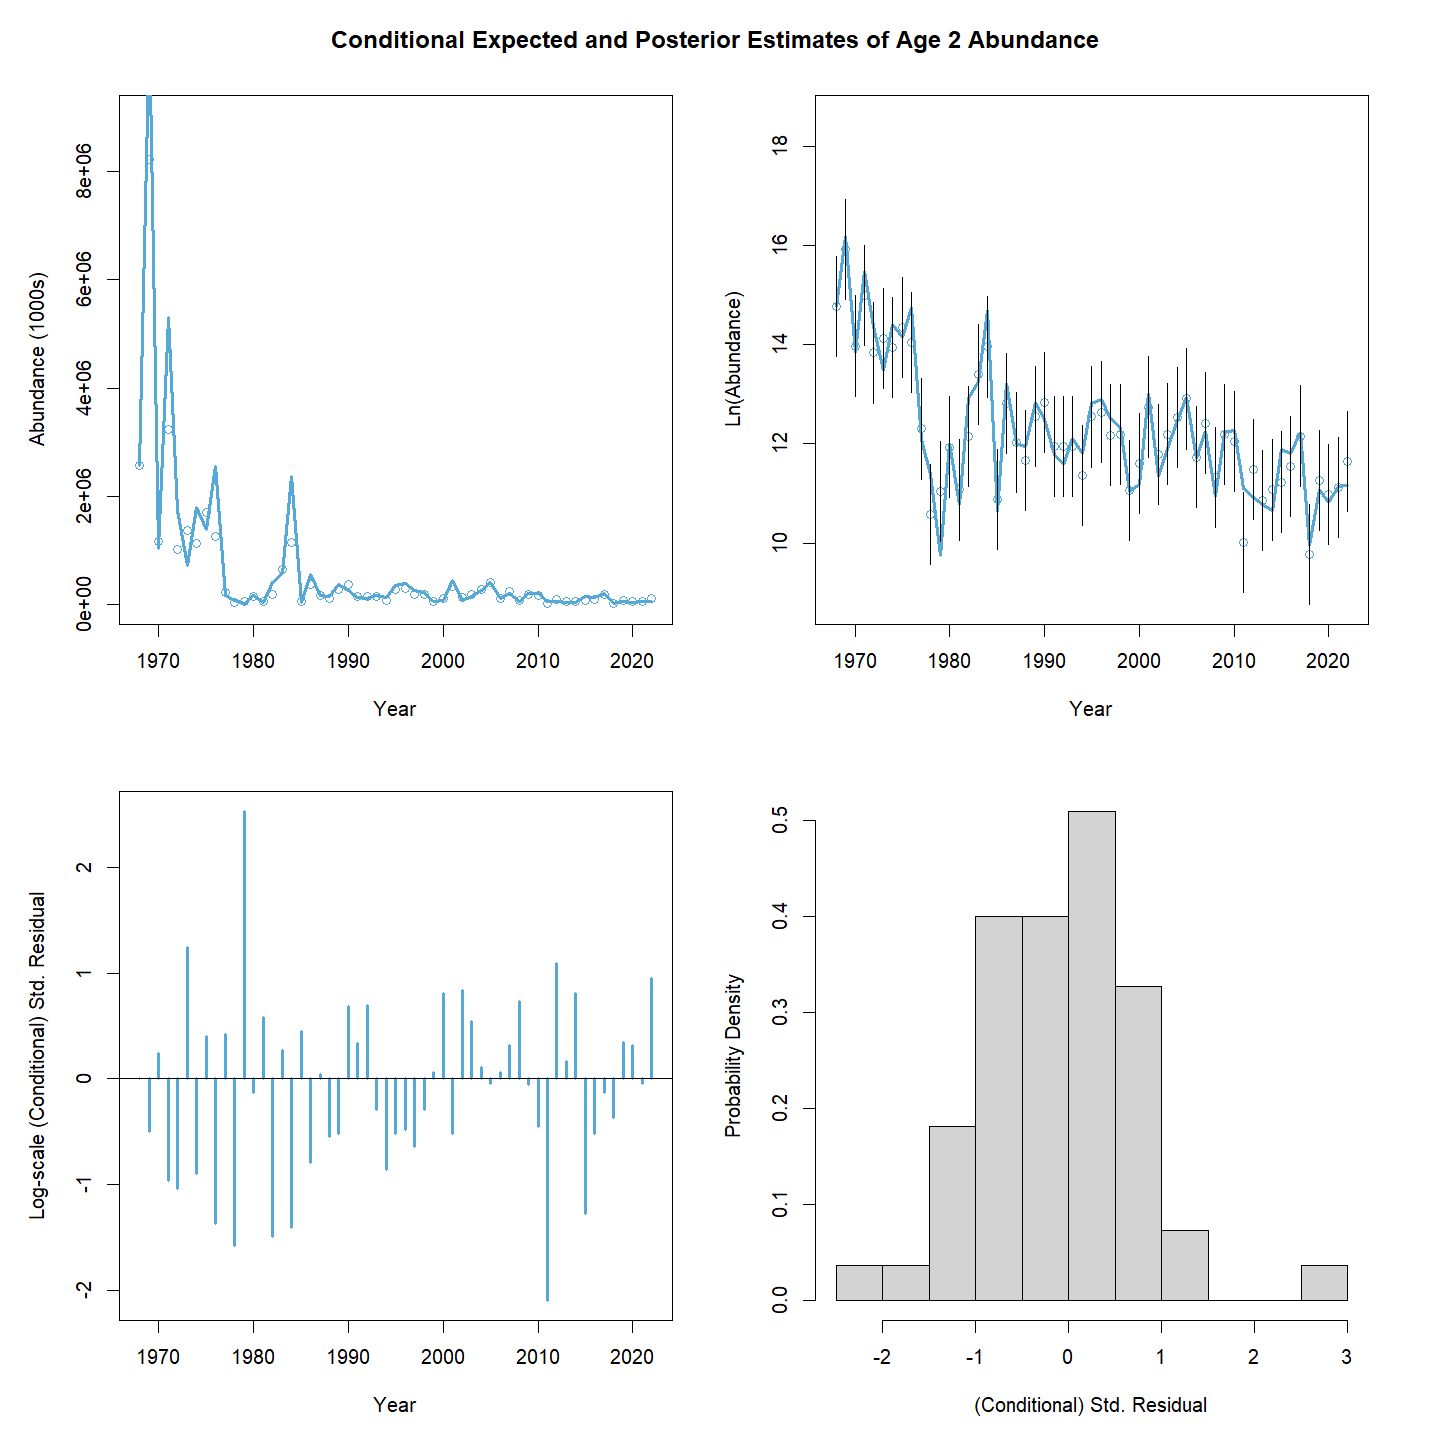 Conditional Expected and Posterior Estimates of Age 2 Abundance
Abundance (1000s)
8e+06
6e+06
4e+06
2e+06
0e+00
1970 1980 1990 2000 2010 2020
Year
Ln(Abundance)
18
16
14
12
10
1970 1980 1990 2000 2010 2020
Year
Log-scale (Conditional) Std. Residual
2
1
0
-1
-2
1970 1980 1990 2000 2010 2020
Year
Probability Density
0.5
0.4
0.3
0.2
0.1
0.0
-2 -1 0 1 2 3
(Conditional) Std. Residual